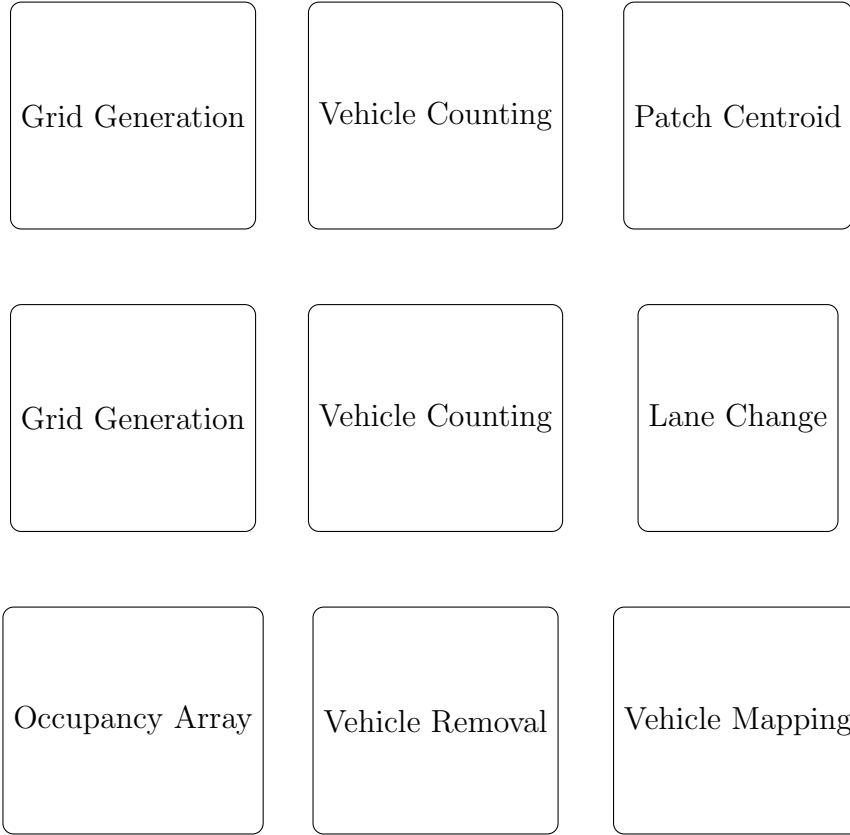 Grid Generation
Vehicle Counting
Patch Centroid
Grid Generation
Vehicle Counting
Lane Change
Occupancy Array
Vehicle Removal
Vehicle Mapping